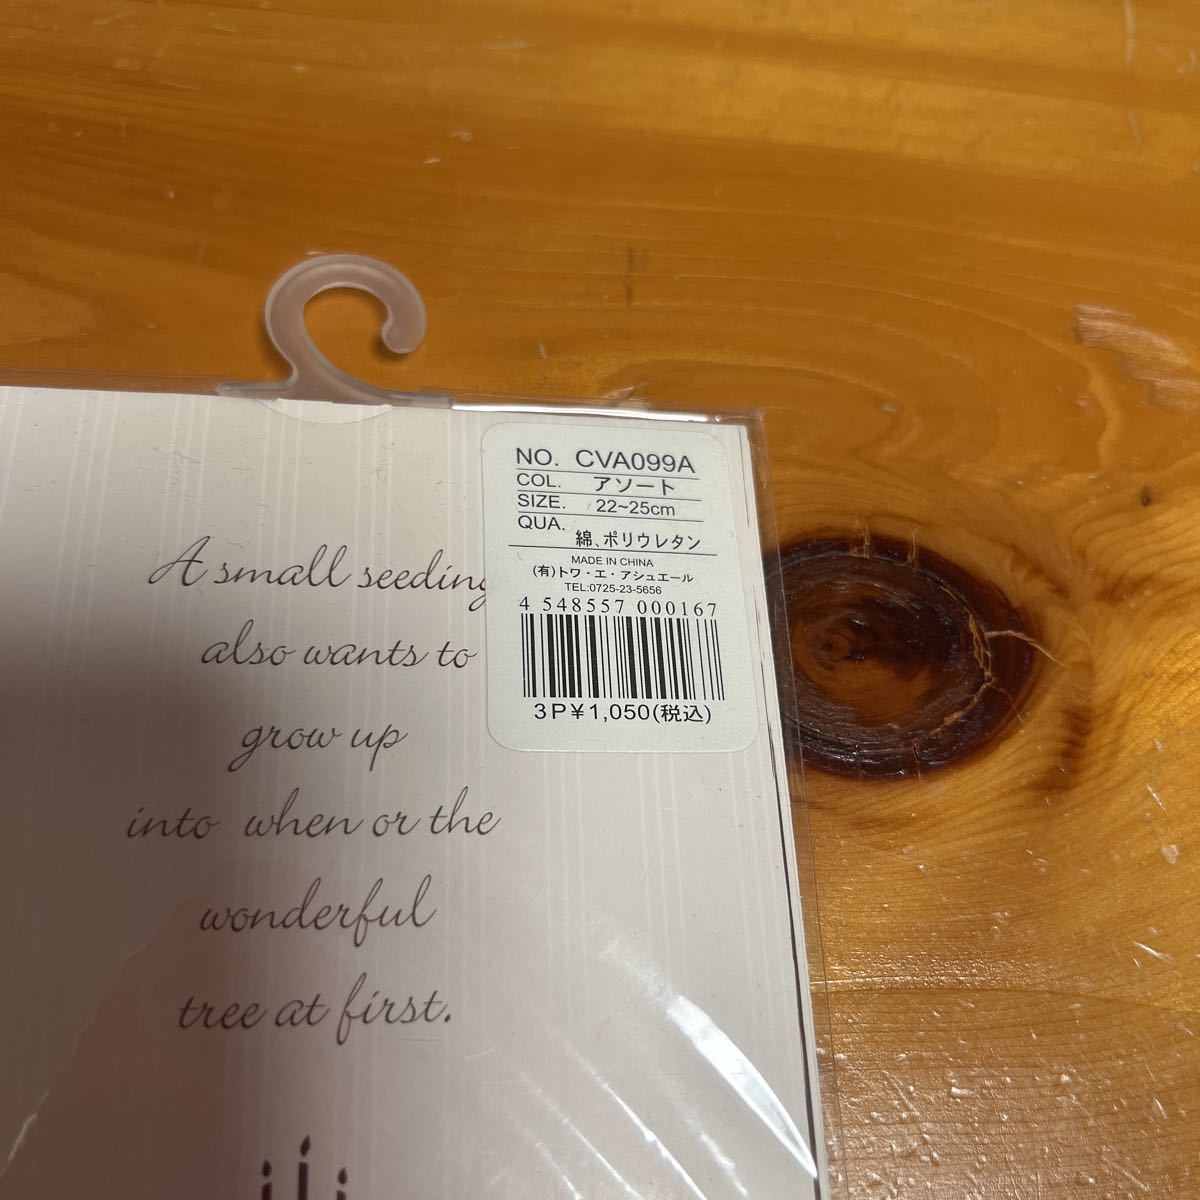 NO. CVA099A
COL. アソート
SIZE. 22~25cm
QUA. 綿、ポリウレタン
MADE IN CHINA
(有)トワ・エ・アシュエール
TEL:0725-23-5656
4 548557 000167
3P¥1,050(税込)
A small seeding
also wants to
grow up
into when or the
wonderful
tree at first.